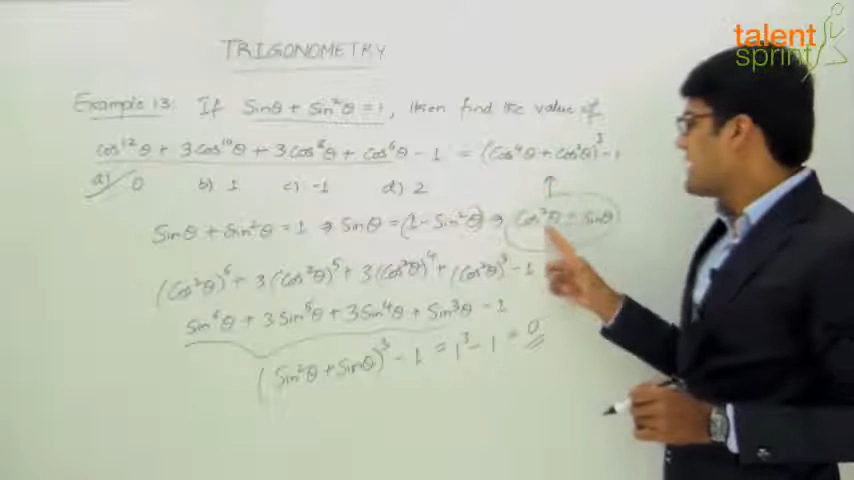 talent
sprint
TRIGONOMETRY
Example 13: If Sinθ + Sin²θ = 1, then find the value of
Cos¹²θ + 3Cos¹⁰θ + 3Cos⁸θ + Cos⁶θ - 1 = (Cos⁴θ + Cos²θ)³ - 1
a) 0 b) 1 c) -1 d) 2
Sinθ + Sin²θ = 1 ⇒ Sinθ = (1 - Sin²θ) ⇒ Cos²θ = Sinθ
(Cos²θ)⁶ + 3(Cos²θ)⁵ + 3(Cos²θ)⁴ + (Cos²θ)³ - 1
Sin⁶θ + 3Sin⁵θ + 3Sin⁴θ + Sin³θ - 1
(Sin²θ + Sinθ)³ - 1 = 1³ - 1 = 0